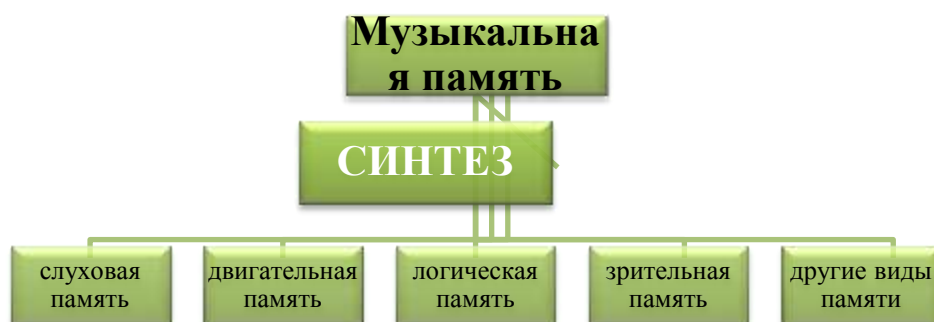 Музыкальна
я память
СИНТЕЗ
слуховая
память
двигательная
память
логическая
память
зрительная
память
другие виды
памяти